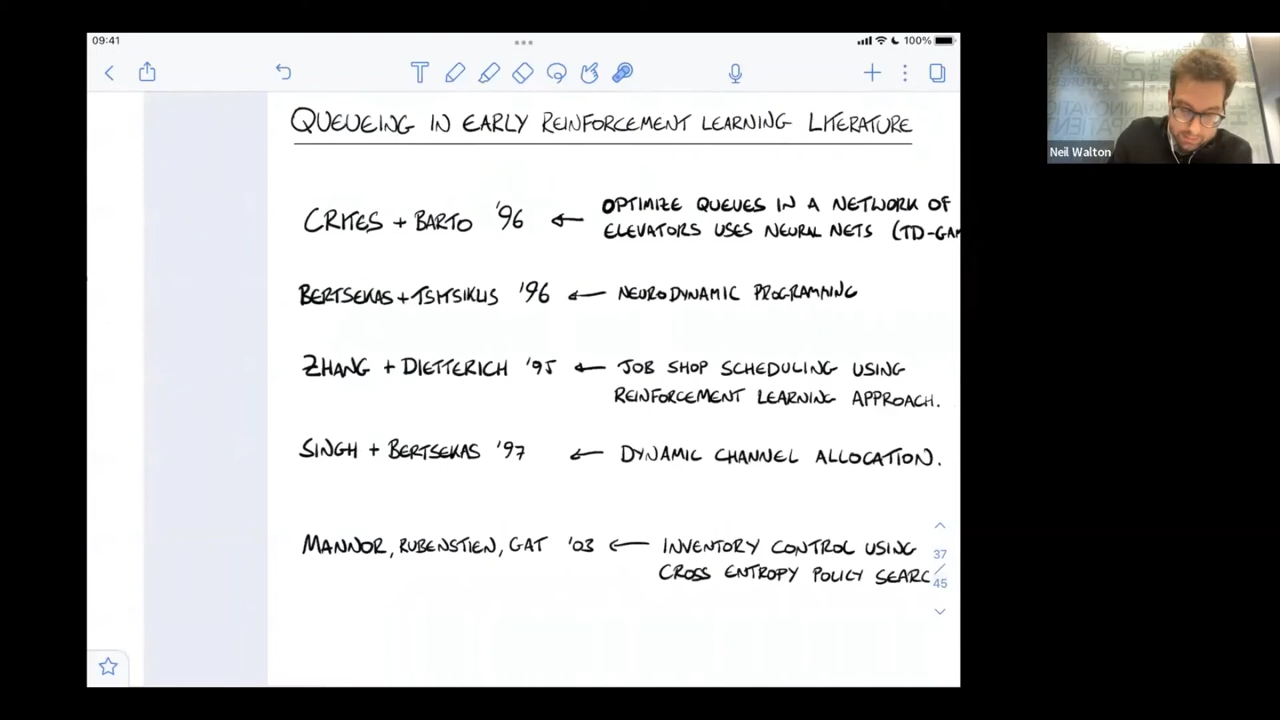 09:41
100%
QUEUEING IN EARLY REINFORCEMENT LEARNING LITERATURE
CRITES + BARTO '96 ← OPTIMIZE QUEUES IN A NETWORK OF
ELEVATORS USES NEURAL NETS (TD-GAM
BERTSEKAS + TSITSIKLIS '96 ← NEURODYNAMIC PROGRAMMING
ZHANG + DIETTERICH '95 ← JOB SHOP SCHEDULING USING
REINFORCEMENT LEARNING APPROACH.
SINGH + BERTSEKAS '97 ← DYNAMIC CHANNEL ALLOCATION.
MANNOR, RUBENSTIEN, GAT '03 ← INVENTORY CONTROL USING
CROSS ENTROPY POLICY SEARC
37
/
45
Neil Walton